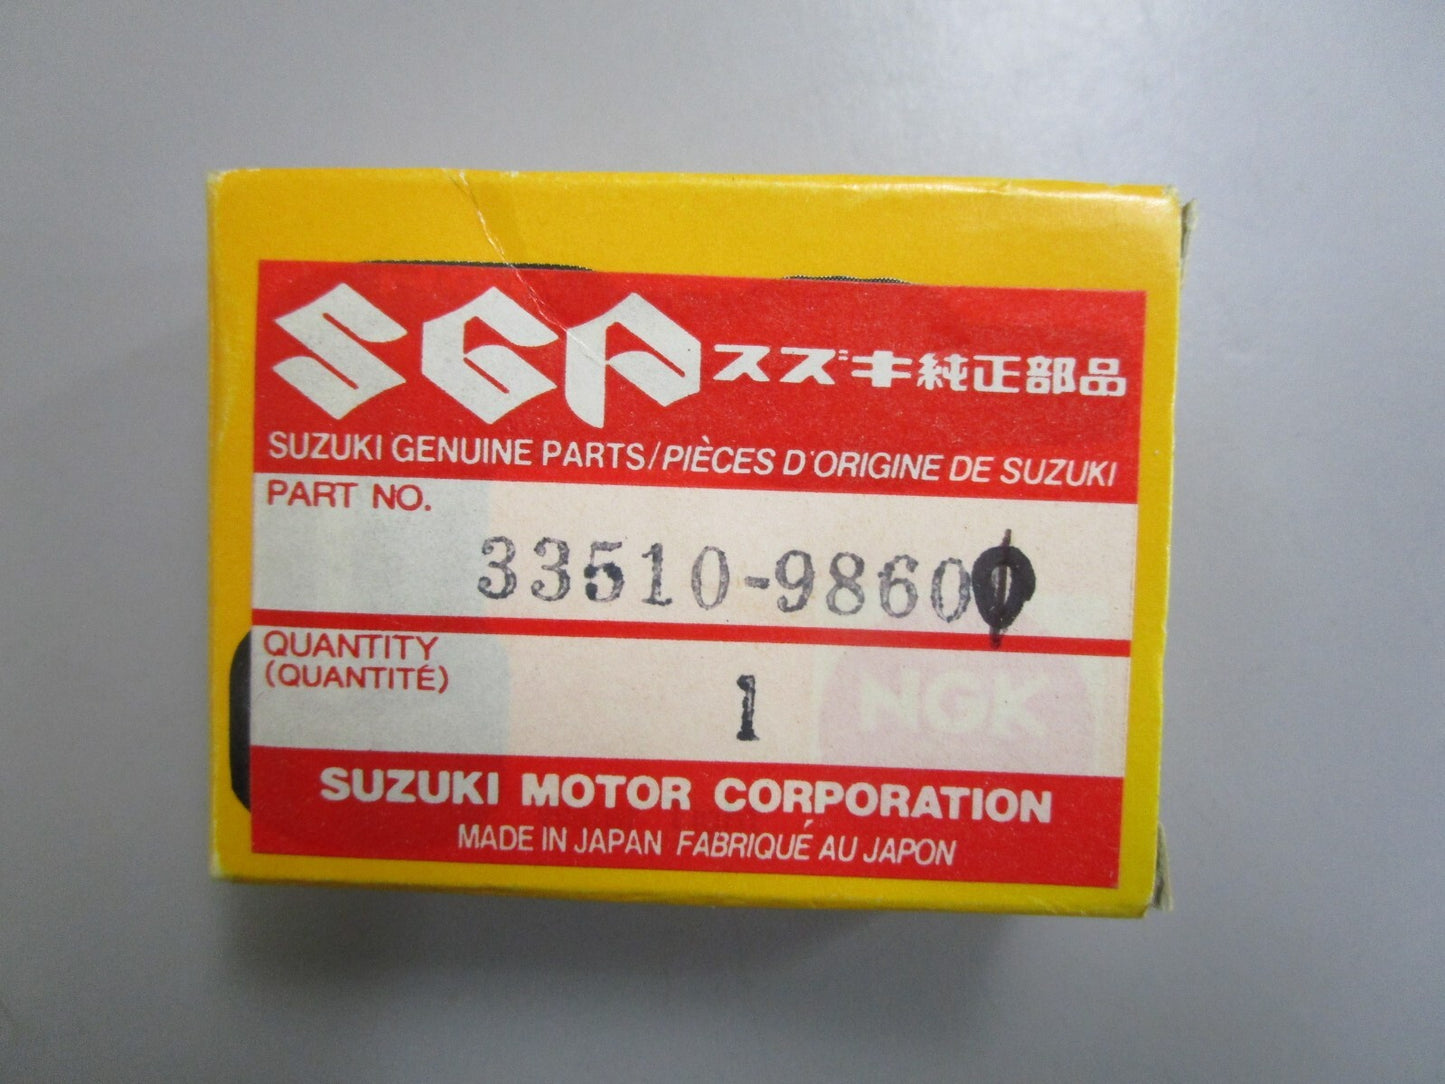 SGP スズキ純正部品
SUZUKI GENUINE PARTS/PIÈCES D'ORIGINE DE SUZUKI
PART NO.
33510-9860
QUANTITY
(QUANTITÉ)
1
NGK
SUZUKI MOTOR CORPORATION
MADE IN JAPAN FABRIQUÉ AU JAPON